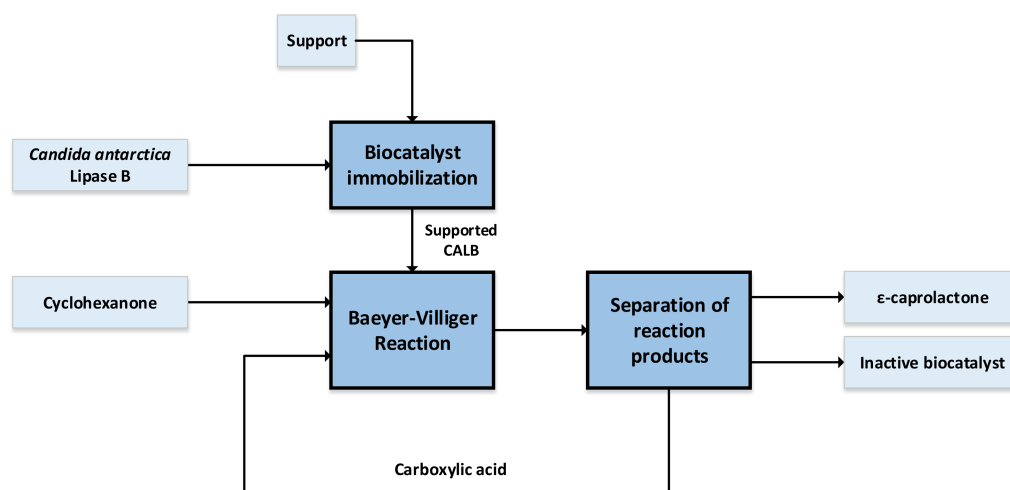 Support
Candida antarctica
Lipase B
Biocatalyst
immobilization
Supported
CALB
Cyclohexanone
Baeyer-Villiger
Reaction
Separation of
reaction
products
ε-caprolactone
Inactive biocatalyst
Carboxylic acid